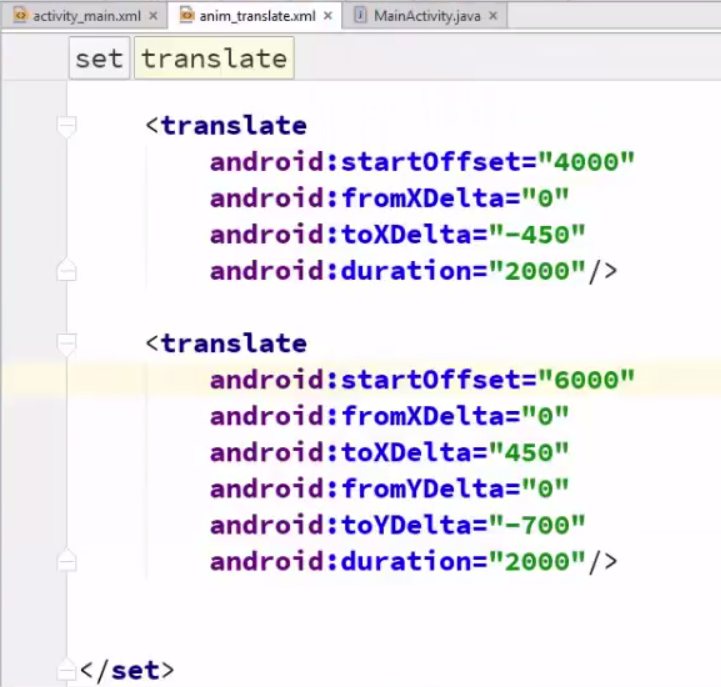 activity_main.xml × anim_translate.xml × MainActivity.java ×
set translate
<translate
android:startOffset="4000"
android:fromXDelta="0"
android:toXDelta="-450"
android:duration="2000"/>
<translate
android:startOffset="6000"
android:fromXDelta="0"
android:toXDelta="450"
android:fromYDelta="0"
android:toYDelta="-700"
android:duration="2000"/>
</set>